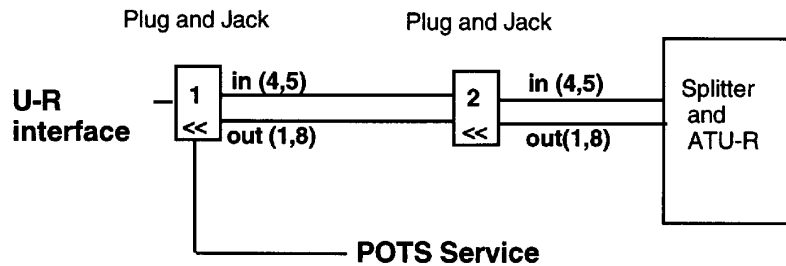 Plug and Jack
Plug and Jack
U-R
interface
1
<<
in (4,5)
out (1,8)
2
<<
in (4,5)
out(1,8)
Splitter
and
ATU-R
POTS Service